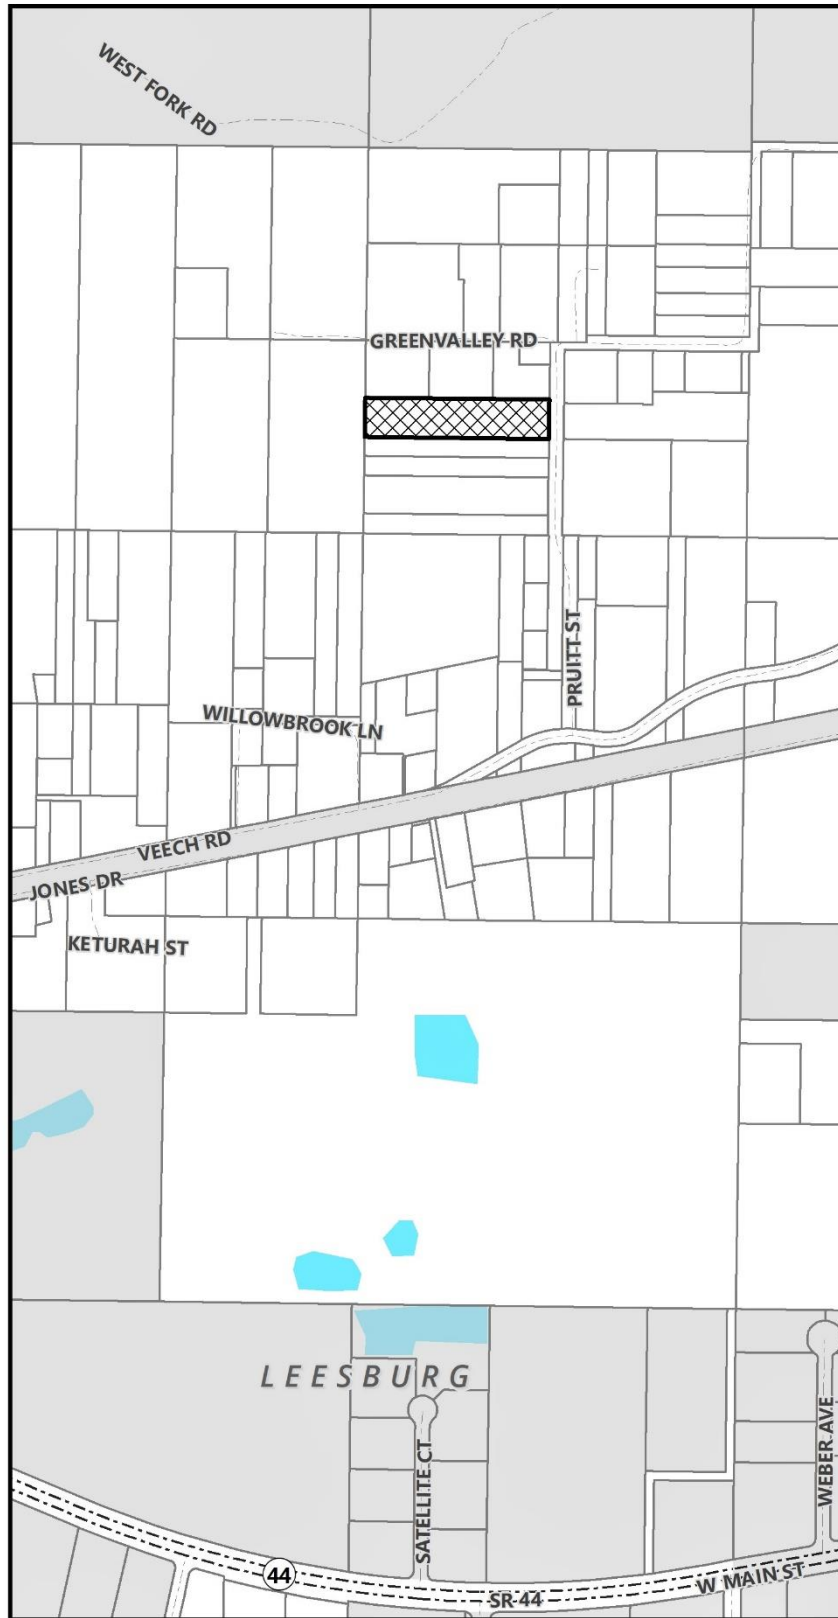 WEST FORK RD
GREENVALLEY RD
PRUITT ST
WILLOWBROOK LN
VEECH RD
JONES DR
KETURAH ST
LEESBURG
SATELLITE CT
WEBER AVE
44
SR 44
W MAIN ST